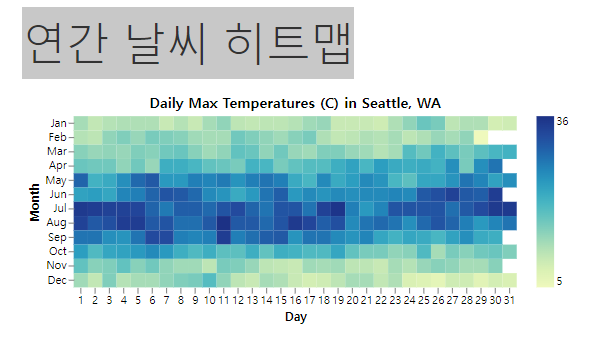 연간 날씨 히트맵
Daily Max Temperatures (C) in Seattle, WA
Month
Jan
Feb
Mar
Apr
May
Jun
Jul
Aug
Sep
Oct
Nov
Dec
36
5
1 2 3 4 5 6 7 8 9 10 11 12 13 14 15 16 17 18 19 20 21 22 23 24 25 26 27 28 29 30 31
Day